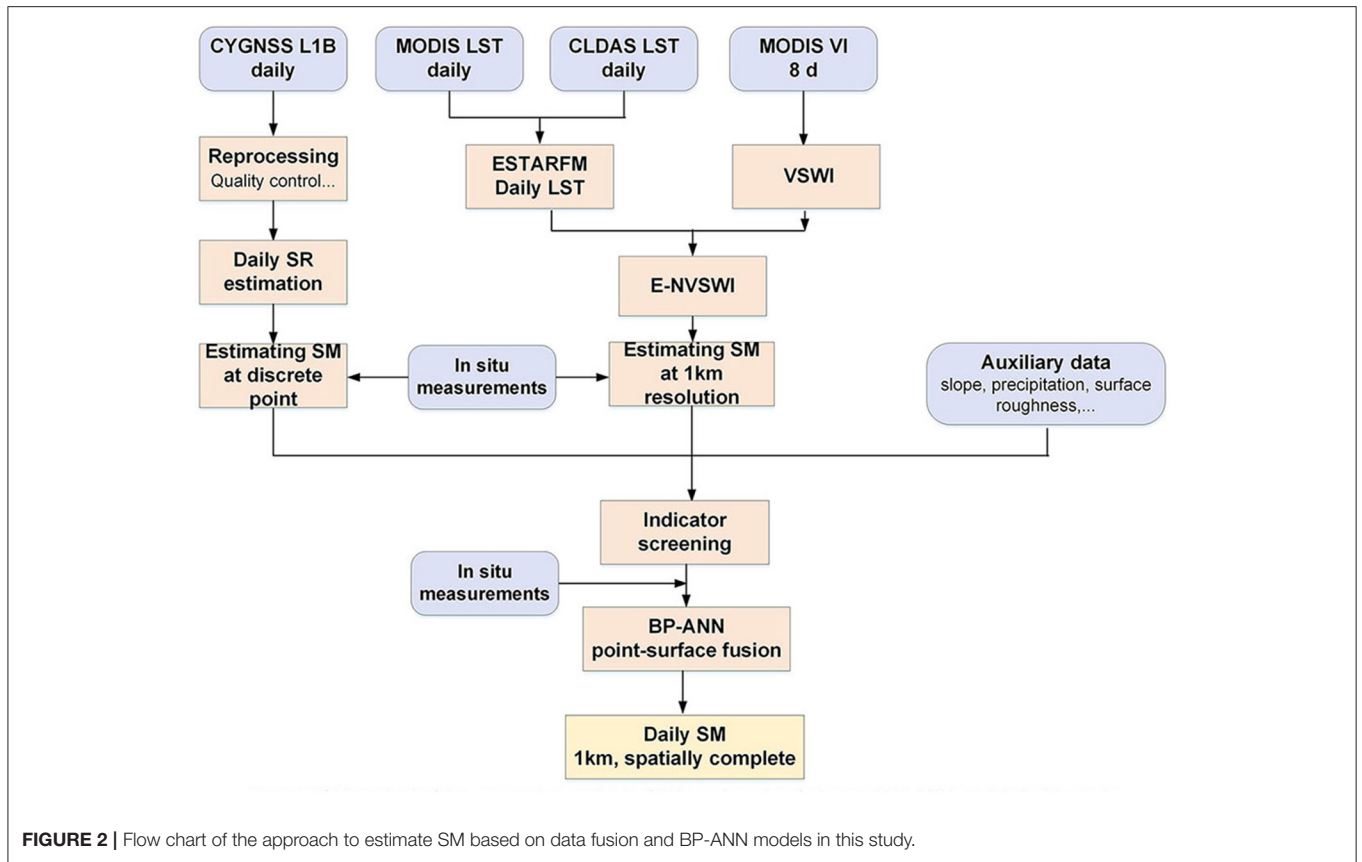 CYGNSS L1B
daily
MODIS LST
daily
CLDAS LST
daily
MODIS VI
8 d
Reprocessing
Quality control...
ESTARFM
Daily LST
VSWI
Daily SR
estimation
E-NVSWI
Estimating SM
at discrete
point
In situ
measurements
Estimating SM
at 1km
resolution
Auxiliary data
slope, precipitation, surface
roughness,...
Indicator
screening
In situ
measurements
BP-ANN
point-surface fusion
Daily SM
1km, spatially complete
FIGURE 2 | Flow chart of the approach to estimate SM based on data fusion and BP-ANN models in this study.